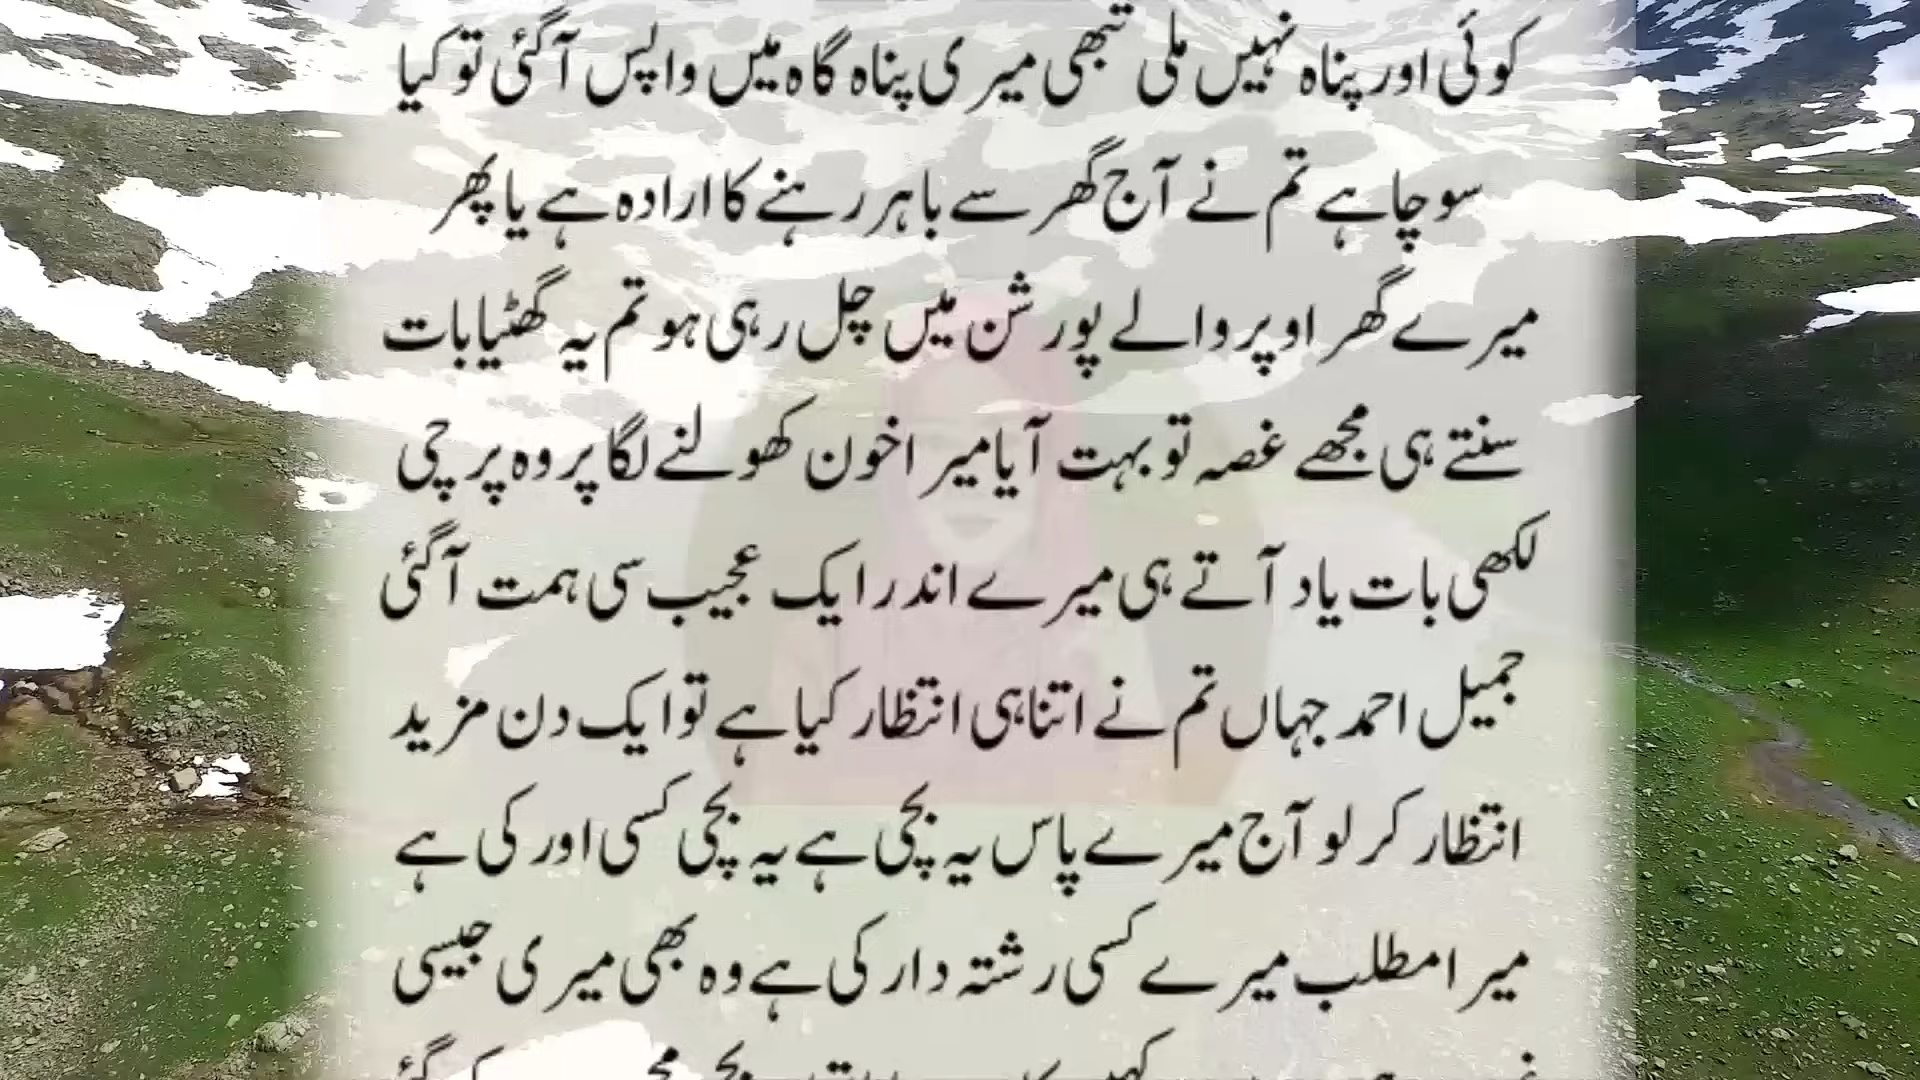 کوئی اور پناہ نہیں ملی تبھی میری پناہ گاہ میں واپس آگئی تو کیا
سوچا ہے تم نے آج گھر سے باہر رہنے کا ارادہ ہے یا پھر
میرے گھر اوپر والے پورشن میں چل رہی ہو تم یہ گھٹیا بات
سنتے ہی مجھے غصہ تو بہت آیا میرا خون کھولنے لگا پر وہ پرچی
لکھی بات یاد آتے ہی میرے اندر ایک عجیب سی ہمت آگئی
جمیل احمد جہاں تم نے اتنا ہی انتظار کیا ہے تو ایک دن مزید
انتظار کر لو آج میرے پاس یہ بچی ہے یہ بچی کسی اور کی ہے
میرا مطلب میرے کسی رشتہ دار کی ہے وہ بھی میری جیسی